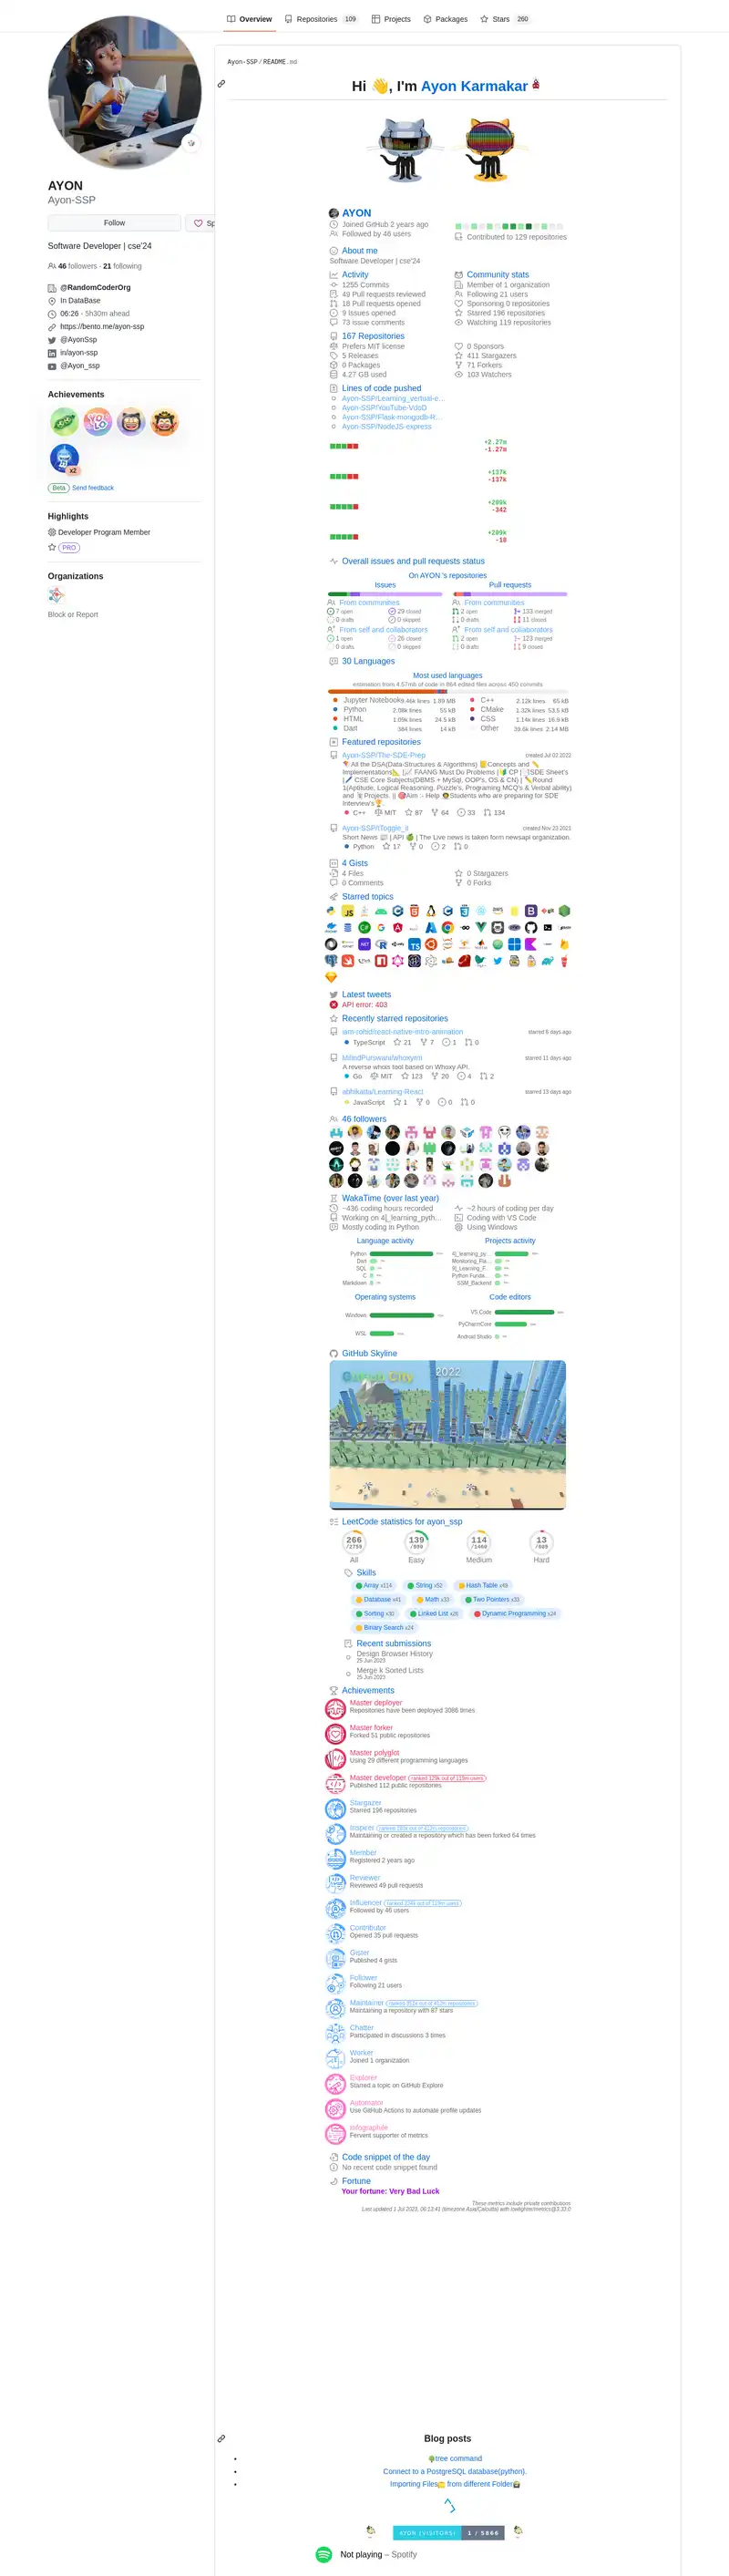 Overview
Repositories 109
Projects
Packages
Stars 260
AYON
Ayon-SSP
Follow
Sp
Software Developer | cse'24
46 followers · 21 following
@RandomCoderOrg
In DataBase
06:26 - 5h30m ahead
https://bento.me/ayon-ssp
@AyonSsp
in/ayon-ssp
@Ayon_ssp
Achievements
x2
Beta Send feedback
Highlights
Developer Program Member
PRO
Organizations
Block or Report
Ayon-SSP/README.md
Hi 👋, I'm Ayon Karmakar
AYON
Joined GitHub 2 years ago
Followed by 46 users
Contributed to 129 repositories
About me
Software Developer | cse'24
Activity
1255 Commits
49 Pull requests reviewed
18 Pull requests opened
9 Issues opened
73 issue comments
Community stats
Member of 1 organization
Following 21 users
Sponsoring 0 repositories
Starred 196 repositories
Watching 119 repositories
167 Repositories
Prefers MIT license
5 Releases
0 Packages
4.27 GB used
0 Sponsors
411 Stargazers
71 Forkers
103 Watchers
Lines of code pushed
Ayon-SSP/Learning_vertual-e...
Ayon-SSP/YouTube-VdoD
Ayon-SSP/Flask-mongodb-R...
Ayon-SSP/NodeJS-express
+2.27m
-1.27m
+137k
-137k
+209k
-342
+209k
-18
Overall issues and pull requests status
On AYON 's repositories
Issues
Pull requests
From communities
7 open 29 closed
0 drafts 0 skipped
From self and collaborators
1 open 26 closed
0 drafts 0 skipped
From communities
2 open 133 merged
0 drafts 11 closed
From self and collaborators
2 open 123 merged
0 drafts 9 closed
30 Languages
Most used languages
estimation from 4.57mb of code in 864 edited files across 450 commits
Jupyter Notebook 9.46k lines 1.89 MB
Python 2.08k lines 55 kB
HTML 1.09k lines 24.5 kB
Dart 384 lines 14 kB
C++ 2.12k lines 65 kB
CMake 1.32k lines 53.5 kB
CSS 1.14k lines 16.9 kB
Other 39.6k lines 2.14 MB
Featured repositories
Ayon-SSP/The-SDE-Prep
created Jul 02 2022
All the DSA(Data-Structures & Algorithms) Concepts and
Implementations, FAANG Must Do Problems | CP | SDE Sheet's
| CSE Core Subjects(DBMS + MySql, OOP's, OS & CN) | Round
1(Aptitude, Logical Reasoning, Puzzle's, Programing MCQ's & Verbal ability)
and Projects. || Aim :- Help Students who are preparing for SDE
Interview's
C++ MIT 87 64 33 134
created Nov 23 2021
Short News | API | The Live news is taken form newsapi organization.
Python 17 0 2 0
4 Gists
4 Files
0 Comments
0 Stargazers
0 Forks
Starred topics
Latest tweets
API error: 403
Recently starred repositories
iam-rohid/react-native-intro-animation
starred 6 days ago
TypeScript 21 7 1 0
MilindPurswani/whoxyrm
starred 11 days ago
A reverse whois tool based on Whoxy API.
Go MIT 123 20 4 2
abhikatta/Learning-React
starred 13 days ago
JavaScript 1 0 0 0
46 followers
WakaTime (over last year)
~436 coding hours recorded
Working on 4]_learning_pyth...
Mostly coding in Python
~2 hours of coding per day
Coding with VS Code
Using Windows
Language activity
Python
Dart
SQL
C
Markdown
Projects activity
4]_learning_py...
Monitoring_Fla...
9]_Learning_F...
Python-Funda...
SSM_Backend
Operating systems
Windows
WSL
Code editors
VS Code
PyCharmCore
Android Studio
GitHub Skyline
GitHub City
2022
LeetCode statistics for ayon_ssp
266
/2759
All
139
/690
Easy
114
/1460
Medium
13
/609
Hard
Skills
Array x114
String x52
Hash Table x49
Database x41
Math x33
Two Pointers x33
Sorting x30
Linked List x26
Dynamic Programming x24
Binary Search x24
Recent submissions
Design Browser History
25 Jun 2023
Merge k Sorted Lists
25 Jun 2023
Achievements
Master deployer
Repositories have been deployed 3086 times
Master forker
Forked 51 public repositories
Master polyglot
Using 29 different programming languages
Master developer
Published 112 public repositories
Stargazer
Starred 196 repositories
Inspirer
Maintaining or created a repository which has been forked 64 times
Member
Registered 2 years ago
Reviewer
Reviewed 49 pull requests
Influencer
Followed by 46 users
Contributor
Opened 35 pull requests
Gister
Published 4 gists
Follower
Following 21 users
Maintainer
Maintaining a repository with 87 stars
Chatter
Participated in discussions 3 times
Worker
Joined 1 organization
Explorer
Starred a topic on GitHub Explore
Automator
Use GitHub Actions to automate profile updates
Infographile
Fervent supporter of metrics
Code snippet of the day
No recent code snippet found
Fortune
Your fortune: Very Bad Luck
These metrics include private contributions
Last updated 1 Jul 2023, 06:13:41 (timezone Asia/Calcutta) with lowlighter/metrics@3.33.0
Blog posts
tree command
Connect to a PostgreSQL database(python).
Importing Files from different Folder
AYON |VISITORS| 1 / 5866
Not playing – Spotify